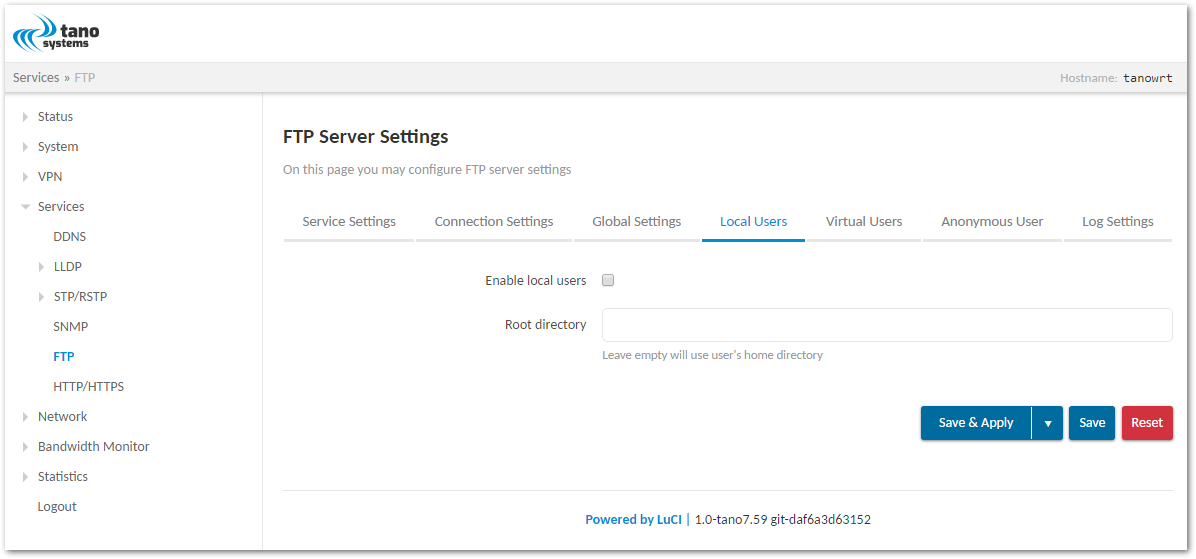 tano
systems
Services » FTP
Hostname: tanowrt
Status
System
VPN
Services
DDNS
LLDP
STP/RSTP
SNMP
FTP
HTTP/HTTPS
Network
Bandwidth Monitor
Statistics
Logout
FTP Server Settings
On this page you may configure FTP server settings
Service Settings Connection Settings Global Settings Local Users Virtual Users Anonymous User Log Settings
Enable local users
Root directory
Leave empty will use user's home directory
Save & Apply ▼ Save Reset
Powered by LuCI | 1.0-tano7.59 git-daf6a3d63152